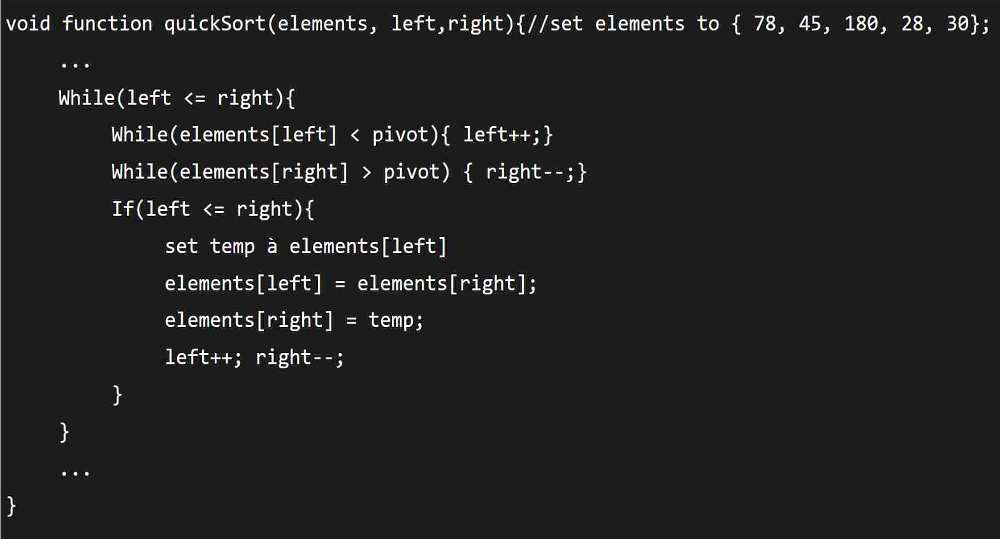 void function quickSort(elements, left,right){//set elements to { 78, 45, 180, 28, 30};
...
While(left <= right){
While(elements[left] < pivot){ left++;}
While(elements[right] > pivot) { right--;}
If(left <= right){
set temp à elements[left]
elements[left] = elements[right];
elements[right] = temp;
left++; right--;
}
}
...
}